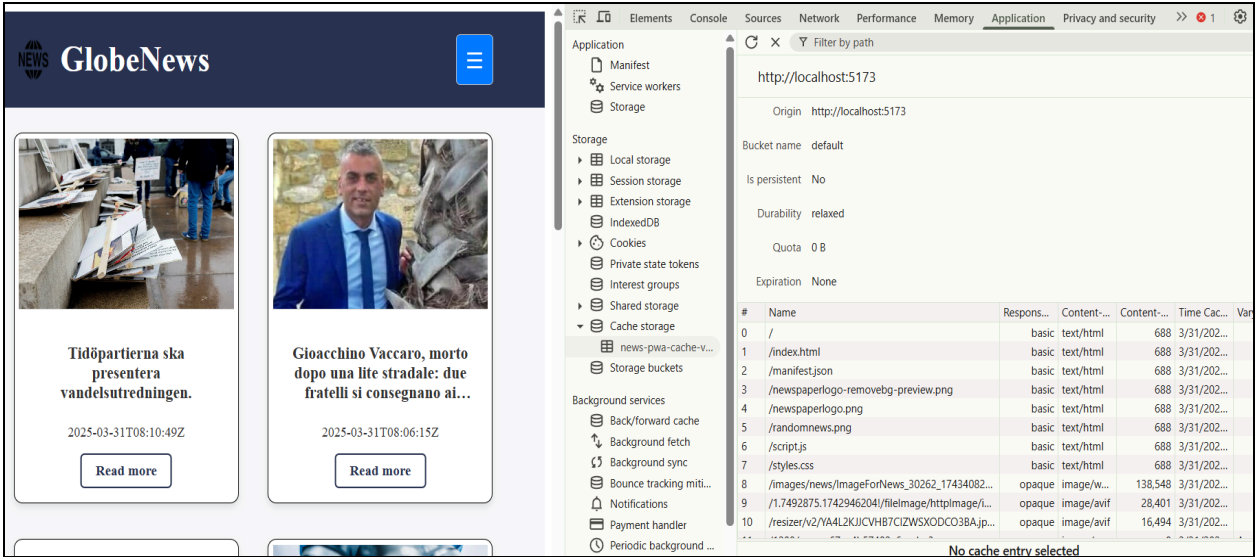 NEWS
GlobeNews
Tidöpartierna ska
presentera
vandelsutredningen.
2025-03-31T08:10:49Z
Read more
Gioacchino Vaccaro, morto
dopo una lite stradale: due
fratelli si consegnano ai…
2025-03-31T08:06:15Z
Read more
Elements Console Sources Network Performance Memory Application Privacy and security 1
Application
Manifest
Service workers
Storage
Storage
Local storage
Session storage
Extension storage
IndexedDB
Cookies
Private state tokens
Interest groups
Shared storage
Cache storage
news-pwa-cache-v...
Storage buckets
Background services
Back/forward cache
Background fetch
Background sync
Bounce tracking miti...
Notifications
Payment handler
Periodic background ...
Filter by path
http://localhost:5173
Origin http://localhost:5173
Bucket name default
Is persistent No
Durability relaxed
Quota 0 B
Expiration None
# Name Respons... Content-... Content-... Time Cac... Vary
0 / basic text/html 688 3/31/202...
1 /index.html basic text/html 688 3/31/202...
2 /manifest.json basic text/html 688 3/31/202...
3 /newspaperlogo-removebg-preview.png basic text/html 688 3/31/202...
4 /newspaperlogo.png basic text/html 688 3/31/202...
5 /randomnews.png basic text/html 688 3/31/202...
6 /script.js basic text/html 688 3/31/202...
7 /styles.css basic text/html 688 3/31/202...
8 /images/news/ImageForNews_30262_17434082... opaque image/w... 138,548 3/31/202...
9 /1.7492875.1742946204!/fileImage/httpImage/i... opaque image/avif 28,401 3/31/202...
10 /resizer/v2/YA4L2KJJCVHB7CIZWSXODCO3BA.jp... opaque image/avif 16,494 3/31/202...
No cache entry selected